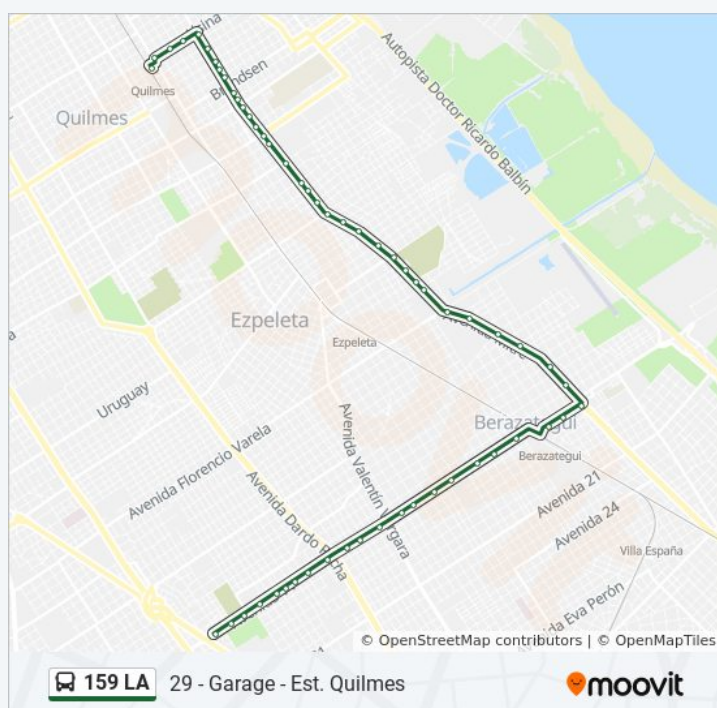 Quilmes
Brandsen
Quilmes
Autopista Doctor Ricardo Balbín
Ezpeleta
Ezpeleta
Uruguay
Avenida Florencio Varela
Avenida Valentín Vergara
Avenida Dardo Rocha
Berazategui
Berazategui
Avenida 21
Avenida 24
Villa España
Avenida Eva Perón
© OpenStreetMap contributors | © OpenMapTiles
159 LA
29 - Garage - Est. Quilmes
moovit